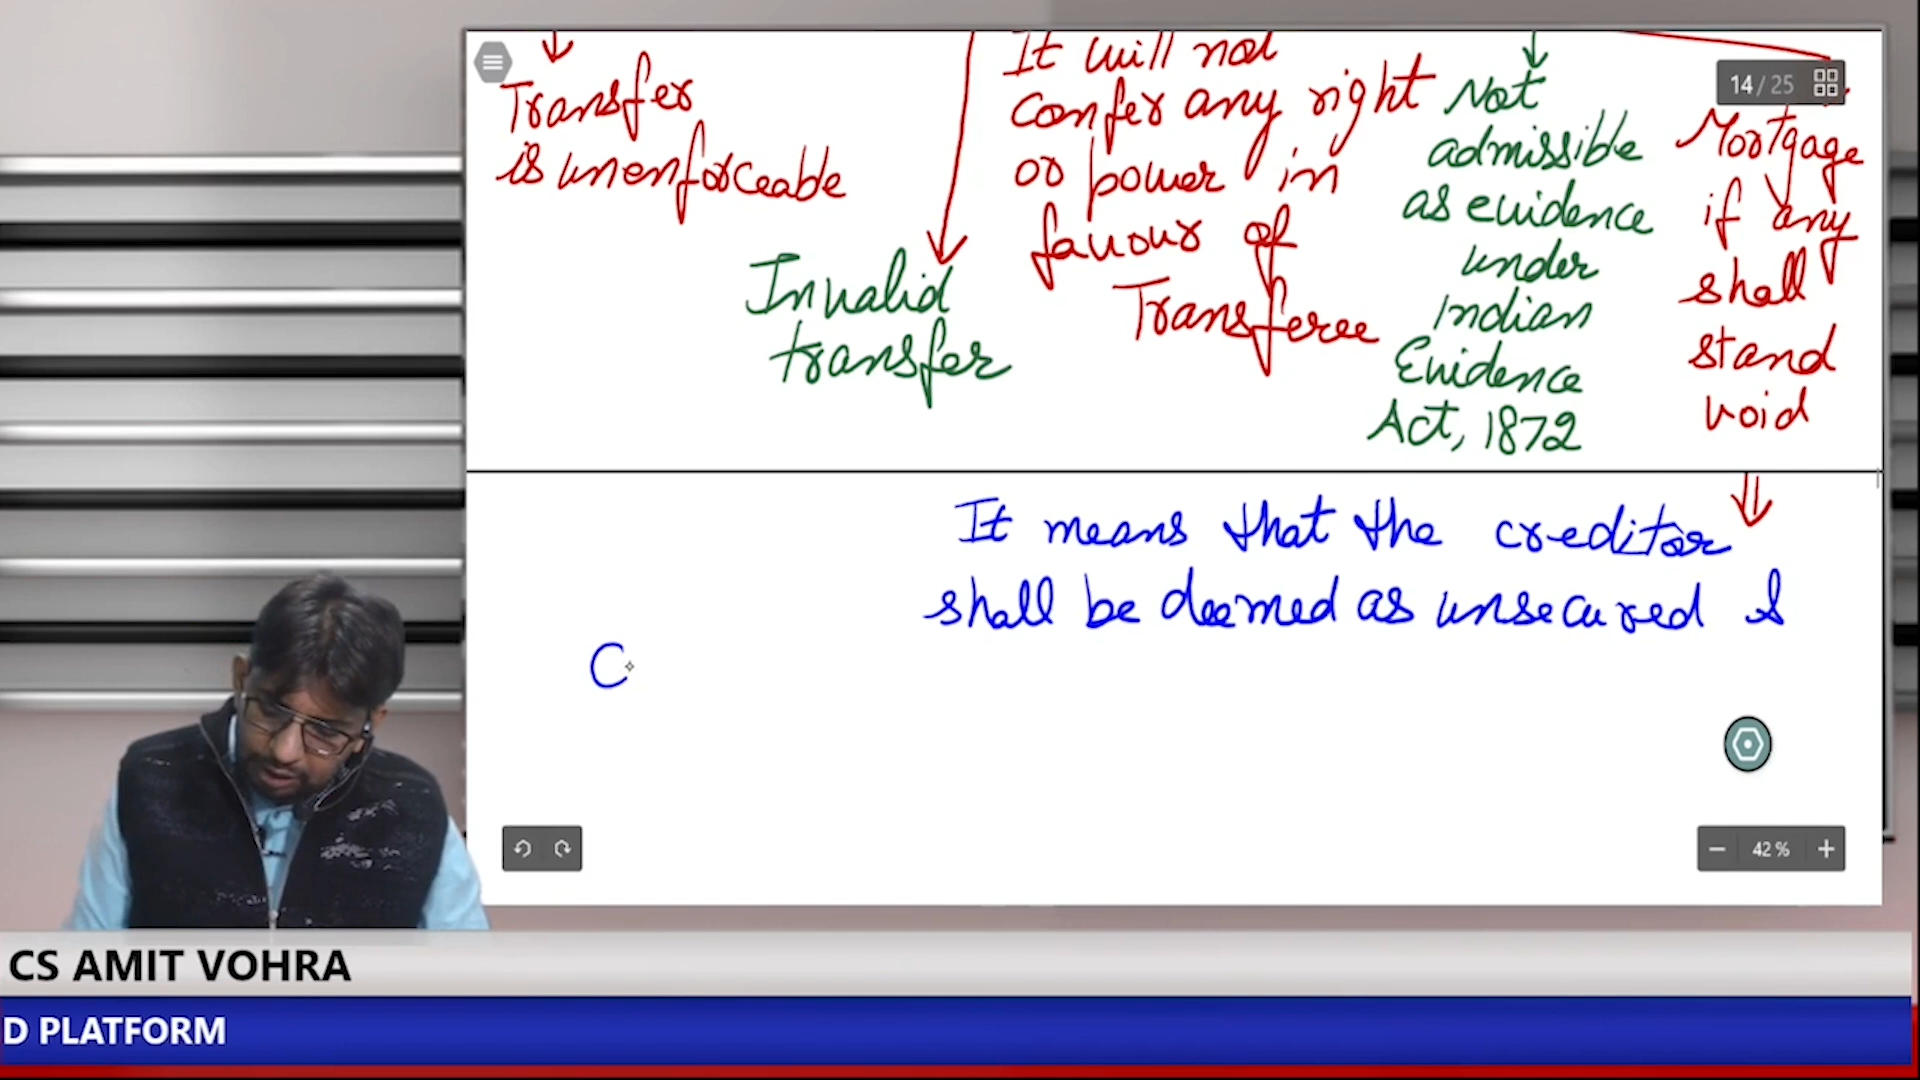 Transfer
is unenforceable
Invalid
transfer
It will not
confer any right
or power in
favour of
Transferee
Not
admissible
as evidence
under
Indian
Evidence
Act, 1872
14 / 25
Mortgage
if any
shall
stand
void
It means that the creditor
shall be deemed as unsecured &
C
42 %
CS AMIT VOHRA
D PLATFORM